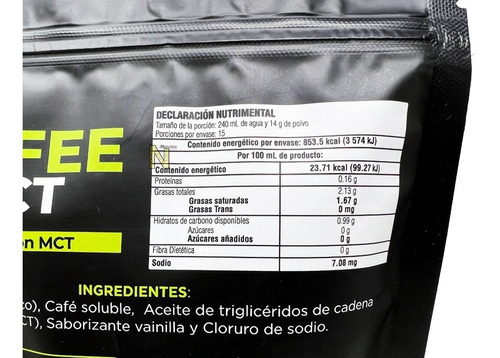 DECLARACIÓN NUTRIMENTAL
Tamaño de la porción: 240 mL de agua y 14 g de polvo
Porciones por envase: 15
Contenido energético por envase: 853.5 kcal (3 574 kJ)
Por 100 mL de producto:
Contenido energético 23.71 kcal (99.27 kJ)
Proteínas 0.16 g
Grasas totales 2.13 g
Grasas saturadas 1.67 g
Grasas Trans 0 mg
Hidratos de carbono disponibles 0.99 g
Azúcares 0 g
Azúcares añadidos 0 g
Fibra Dietética 0 g
Sodio 7.08 mg
FEE
CT
on MCT
INGREDIENTES:
co), Café soluble, Aceite de triglicéridos de cadena
CT), Saborizante vainilla y Cloruro de sodio.